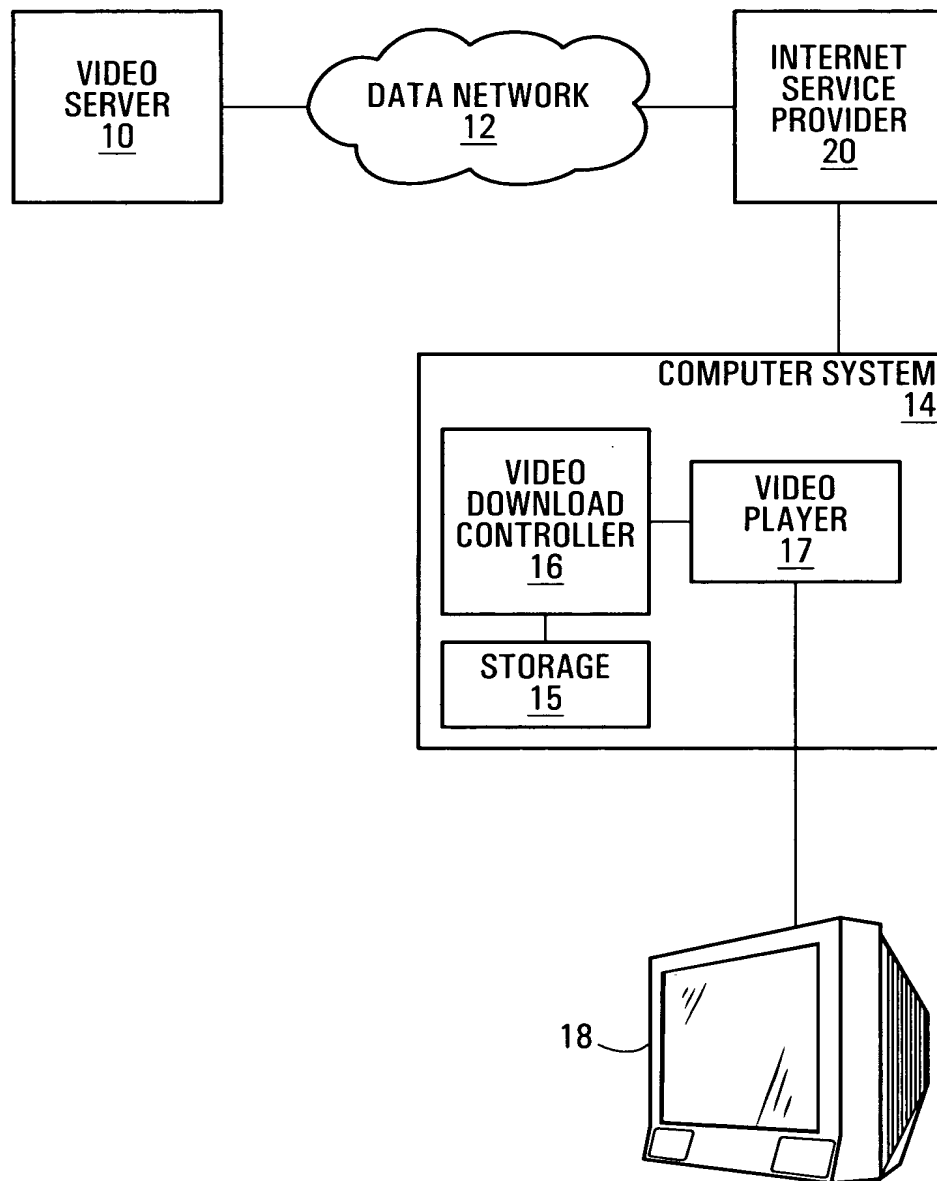 VIDEO
SERVER
10
DATA NETWORK
12
INTERNET
SERVICE
PROVIDER
20
COMPUTER SYSTEM
14
VIDEO
DOWNLOAD
CONTROLLER
16
VIDEO
PLAYER
17
STORAGE
15
18